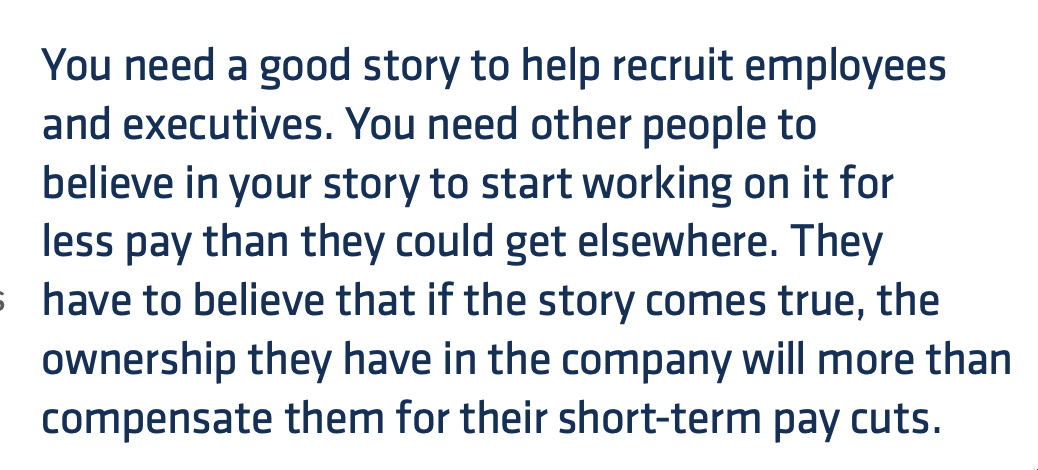 You need a good story to help recruit employees
and executives. You need other people to
believe in your story to start working on it for
less pay than they could get elsewhere. They
have to believe that if the story comes true, the
ownership they have in the company will more than
compensate them for their short-term pay cuts.